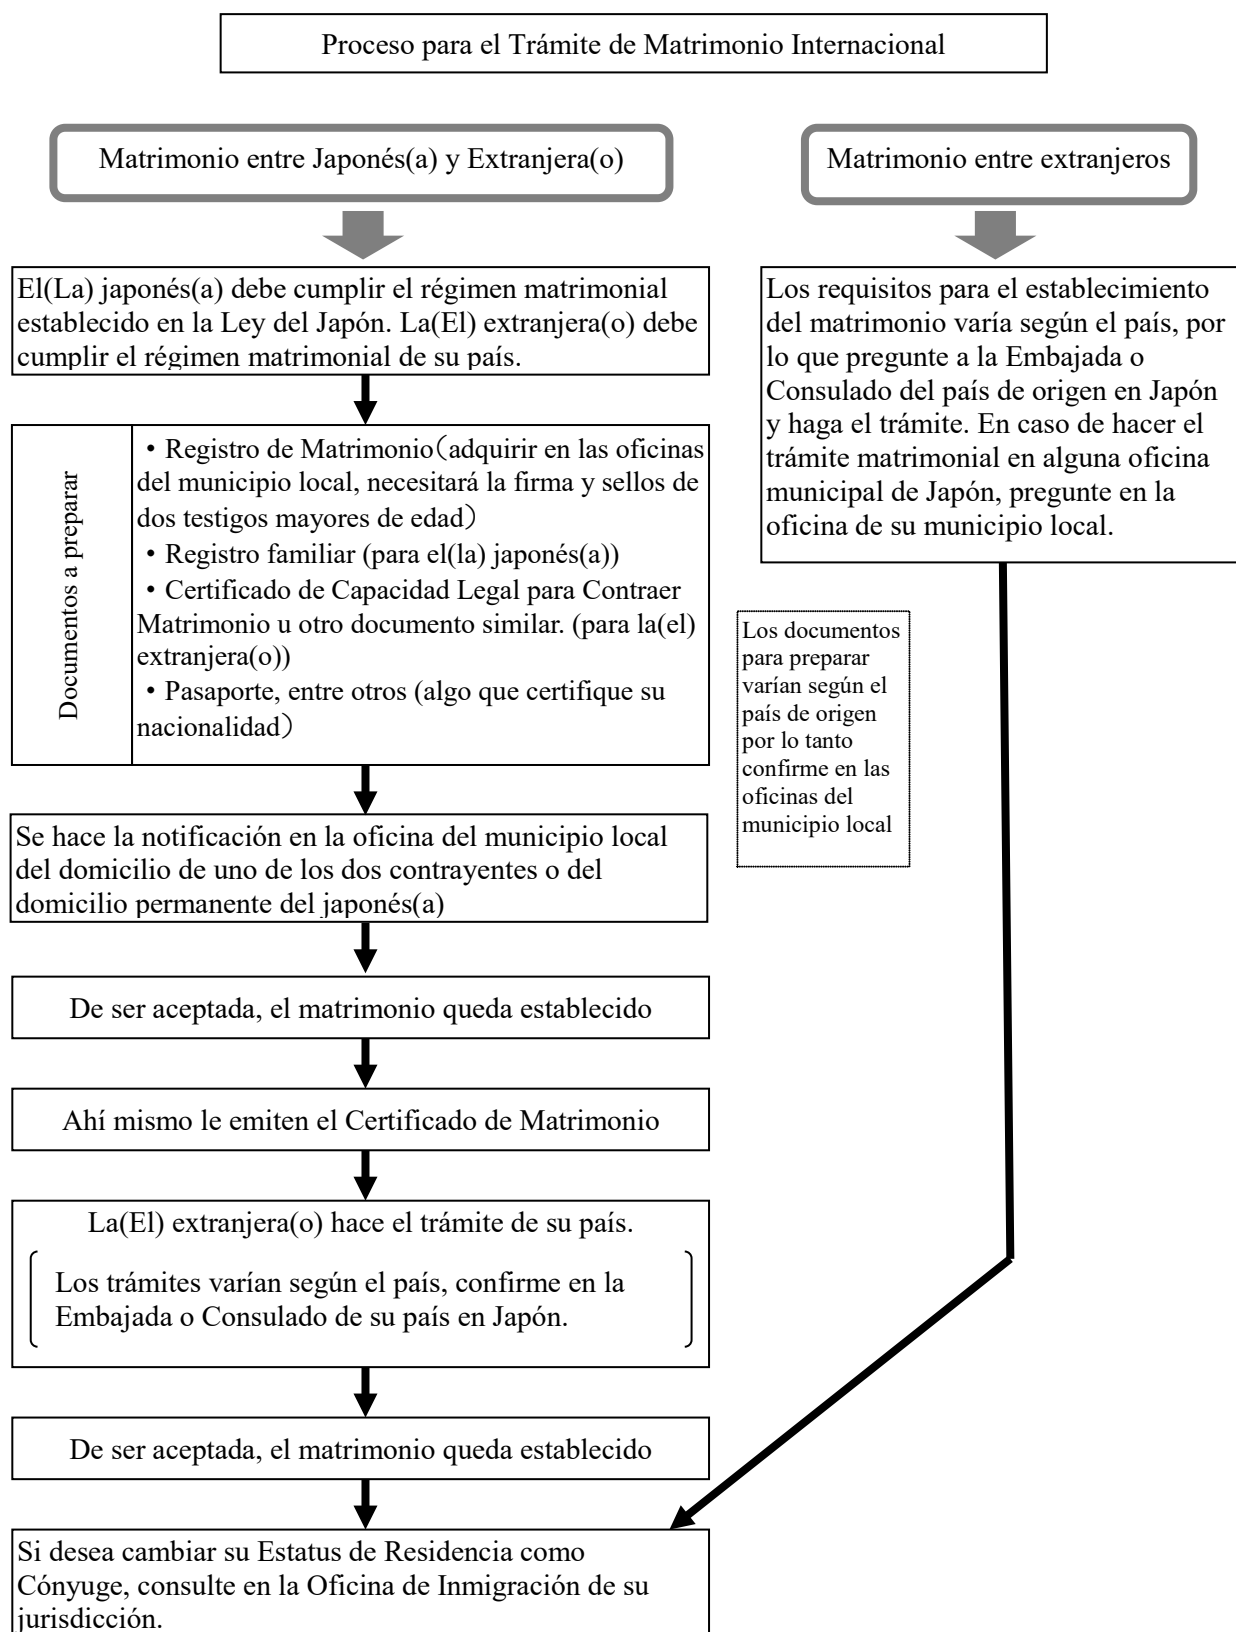 Proceso para el Trámite de Matrimonio Internacional
Matrimonio entre Japonés(a) y Extranjera(o)
El(La) japonés(a) debe cumplir el régimen matrimonial
establecido en la Ley del Japón. La(El) extranjera(o) debe
cumplir el régimen matrimonial de su país.
Documentos a preparar
・Registro de Matrimonio（adquirir en las oficinas
del municipio local, necesitará la firma y sellos de
dos testigos mayores de edad）
・Registro familiar (para el(la) japonés(a))
・Certificado de Capacidad Legal para Contraer
Matrimonio u otro documento similar. (para la(el)
extranjera(o))
・Pasaporte, entre otros (algo que certifique su
nacionalidad）
Se hace la notificación en la oficina del municipio local
del domicilio de uno de los dos contrayentes o del
domicilio permanente del japonés(a)
De ser aceptada, el matrimonio queda establecido
Ahí mismo le emiten el Certificado de Matrimonio
La(El) extranjera(o) hace el trámite de su país.
Los trámites varían según el país, confirme en la
Embajada o Consulado de su país en Japón.
De ser aceptada, el matrimonio queda establecido
Matrimonio entre extranjeros
Los requisitos para el establecimiento
del matrimonio varía según el país, por
lo que pregunte a la Embajada o
Consulado del país de origen en Japón
y haga el trámite. En caso de hacer el
trámite matrimonial en alguna oficina
municipal de Japón, pregunte en la
oficina de su municipio local.
Los documentos
para preparar
varían según el
país de origen
por lo tanto
confirme en las
oficinas del
municipio local
Si desea cambiar su Estatus de Residencia como
Cónyuge, consulte en la Oficina de Inmigración de su
jurisdicción.